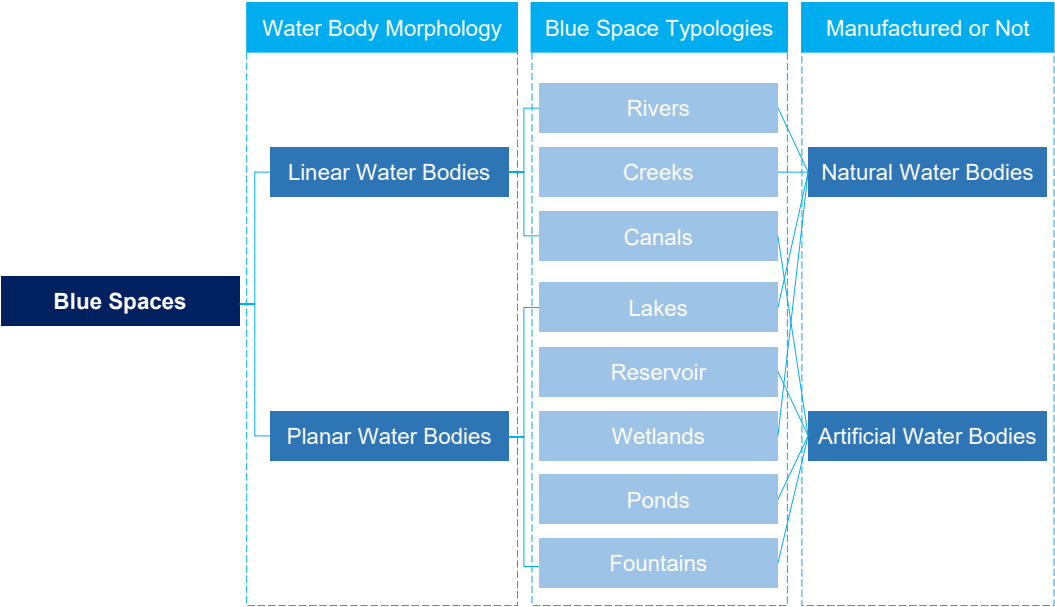 Water Body Morphology
Blue Space Typologies
Manufactured or Not
Rivers
Linear Water Bodies
Creeks
Natural Water Bodies
Canals
Blue Spaces
Lakes
Reservoir
Planar Water Bodies
Wetlands
Artificial Water Bodies
Ponds
Fountains